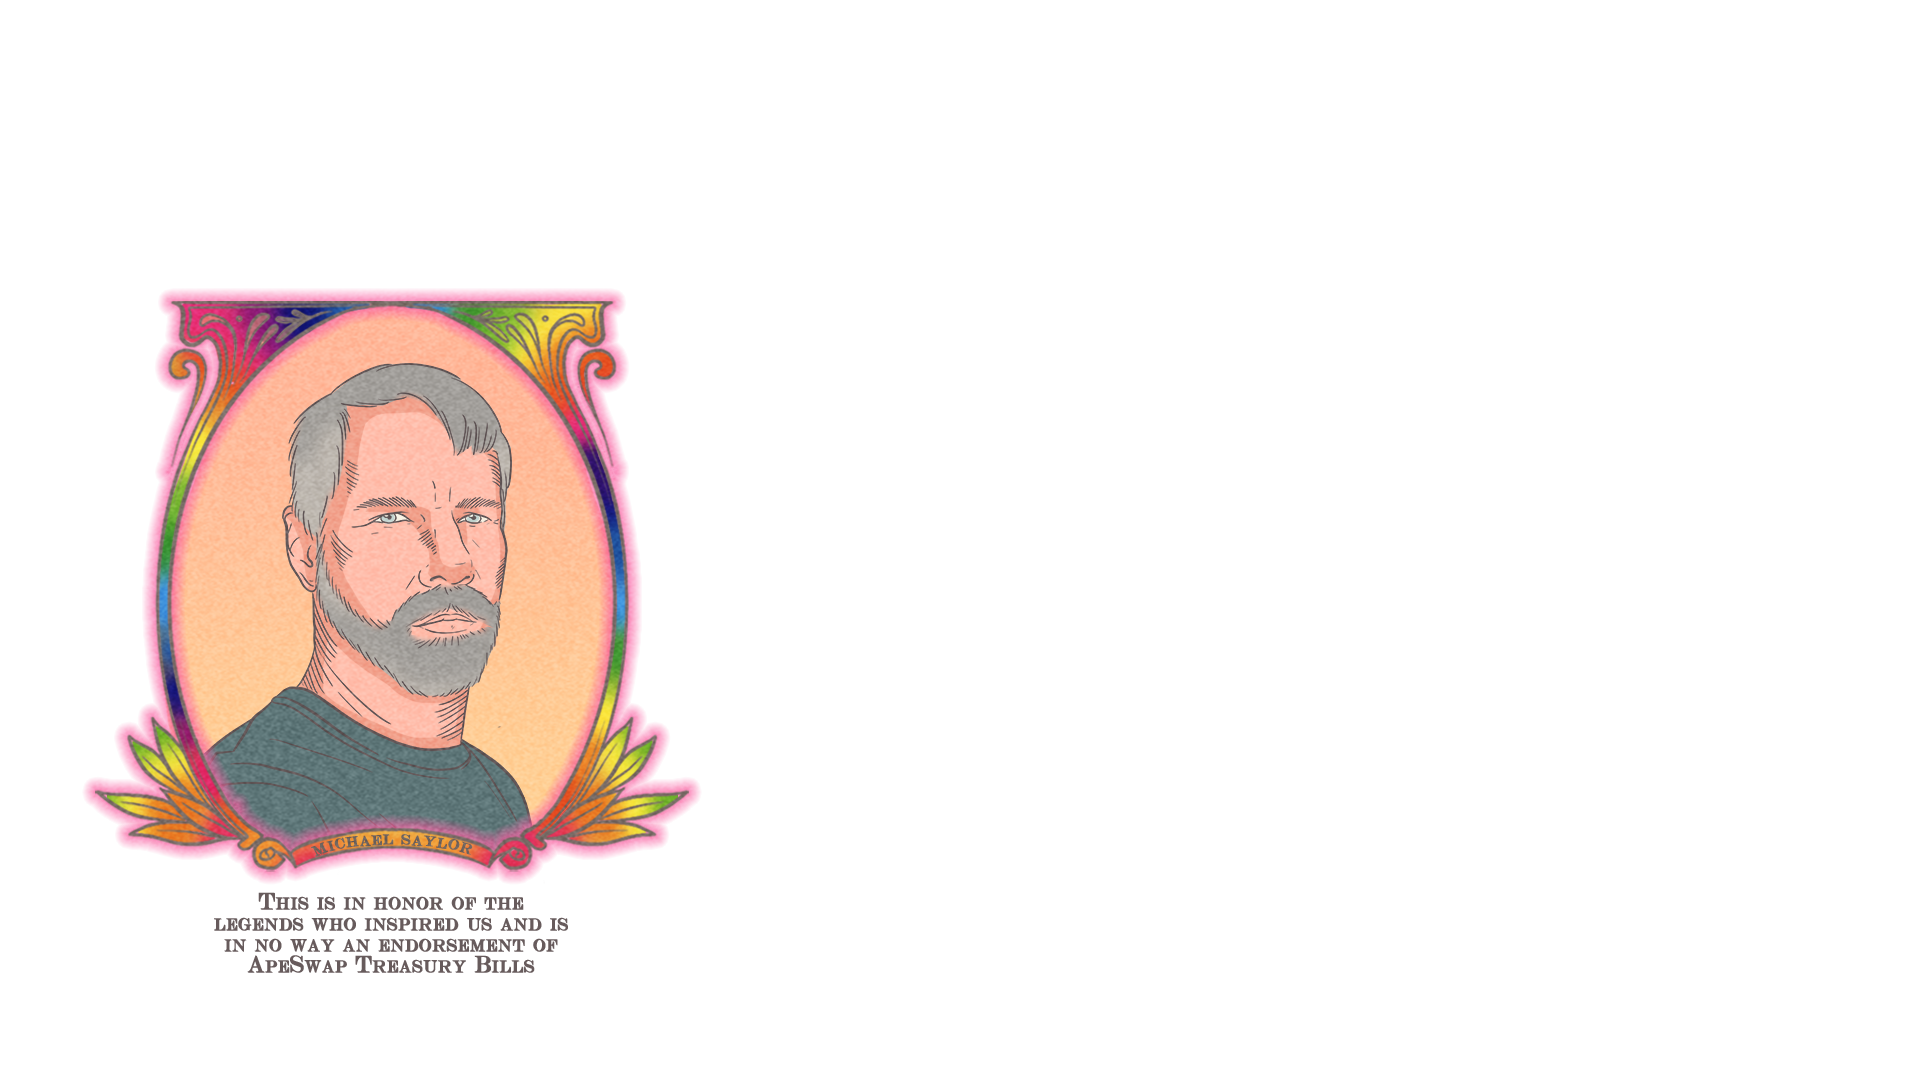 MICHAEL SAYLOR
This is in honor of the
legends who inspired us and is
in no way an endorsement of
ApeSwap Treasury Bills